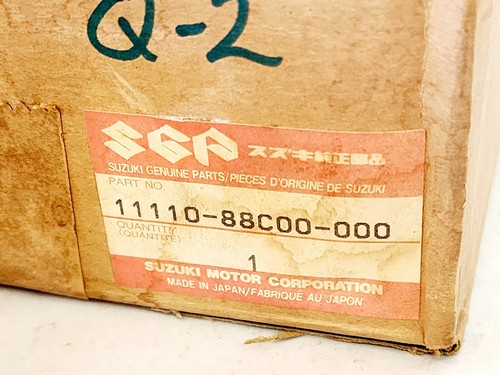 Q-2
SGP スズキ純正部品
SUZUKI GENUINE PARTS/PIECES D'ORIGINE DE SUZUKI
PART NO.
11110-88C00-000
QUANTITY
(QUANTITÉ)
1
SUZUKI MOTOR CORPORATION
MADE IN JAPAN/FABRIQUÉ AU JAPON